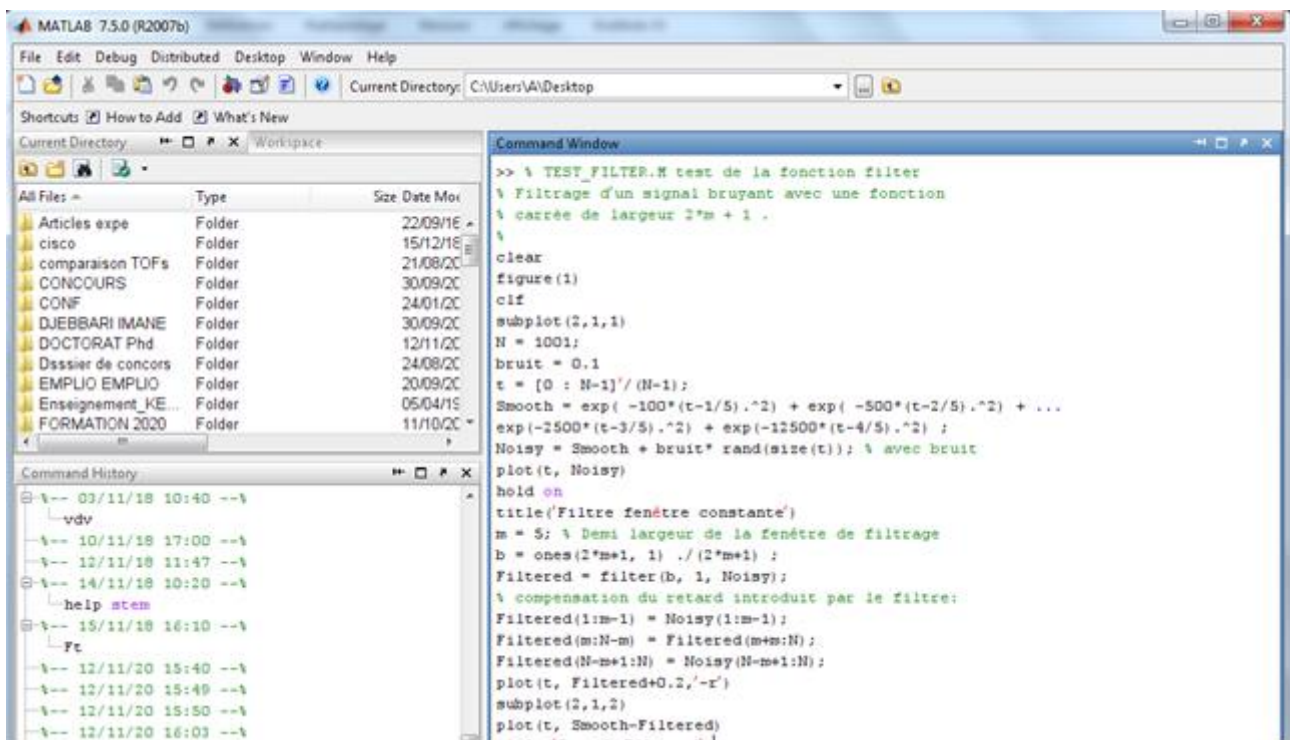 MATLAB 7.5.0 (R2007b)
File Edit Debug Distributed Desktop Window Help
Current Directory: C:\Users\A\Desktop
Shortcuts How to Add What's New
Current Directory Workspace
All Files Type Size Date Mo
Articles expe Folder 22/09/16
cisco Folder 15/12/18
comparaison TOFs Folder 21/08/20
CONCOURS Folder 30/09/20
CONF Folder 24/01/20
DJEBBARI IMANE Folder 30/09/20
DOCTORAT Phd Folder 12/11/20
Dsssier de concors Folder 24/08/20
EMPLIO EMPLIO Folder 20/09/20
Enseignement_KE... Folder 05/04/19
FORMATION 2020 Folder 11/10/20
Command History
%-- 03/11/18 10:40 --%
vdv
%-- 10/11/18 17:00 --%
%-- 12/11/18 11:47 --%
%-- 14/11/18 10:20 --%
help stem
%-- 15/11/18 16:10 --%
Ft
%-- 12/11/20 15:40 --%
%-- 12/11/20 15:49 --%
%-- 12/11/20 15:50 --%
%-- 12/11/20 16:03 --%
Command Window
>> % TEST_FILTER.M test de la fonction filter
% Filtrage d'un signal bruyant avec une fonction
% carrée de largeur 2*m + 1 .
%
clear
figure(1)
clf
subplot(2,1,1)
N = 1001;
bruit = 0.1
t = [0 : N-1]'/(N-1);
Smooth = exp( -100*(t-1/5).^2) + exp( -500*(t-2/5).^2) + ...
exp(-2500*(t-3/5).^2) + exp(-12500*(t-4/5).^2) ;
Noisy = Smooth + bruit* rand(size(t)); % avec bruit
plot(t, Noisy)
hold on
title('Filtre fenêtre constante')
m = 5; % Demi largeur de la fenêtre de filtrage
b = ones(2*m+1, 1) ./(2*m+1) ;
Filtered = filter(b, 1, Noisy);
% compensation du retard introduit par le filtre:
Filtered(1:m-1) = Noisy(1:m-1);
Filtered(m:N-m) = Filtered(m+m:N);
Filtered(N-m+1:N) = Noisy(N-m+1:N);
plot(t, Filtered+0.2,'-r')
subplot(2,1,2)
plot(t, Smooth-Filtered)